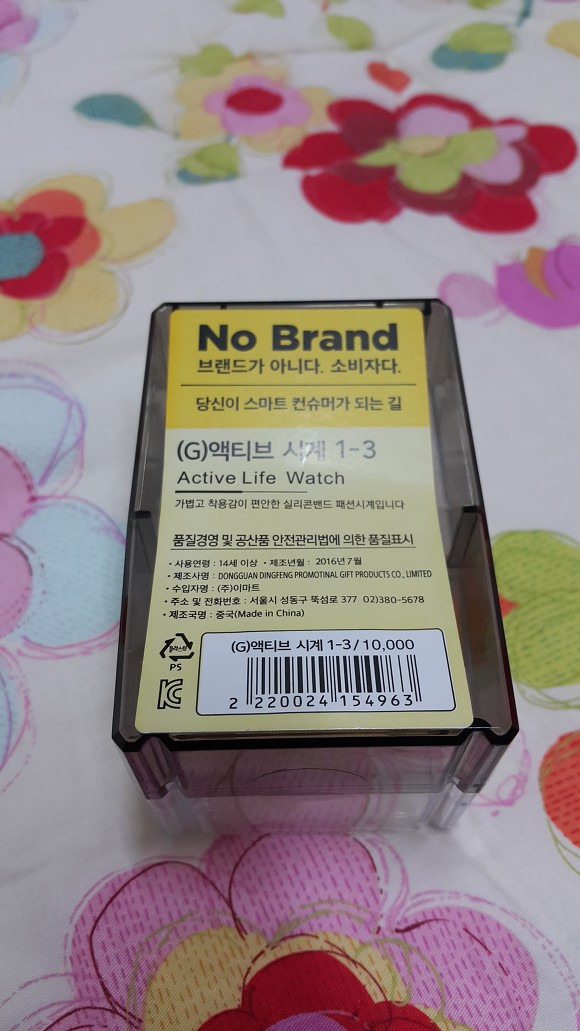 No Brand
브랜드가 아니다. 소비자다.
당신이 스마트 컨슈머가 되는 길
(G)액티브 시계 1-3
Active Life Watch
가볍고 착용감이 편안한 실리콘밴드 패션시계입니다
품질경영 및 공산품 안전관리법에 의한 품질표시
• 사용연령 : 14세 이상 • 제조년월 : 2016년 7월
• 제조사명 : DONGGUAN DINGFENG PROMOTINAL GIFT PRODUCTS CO., LIMITED
• 수입자명 : (주)이마트
• 주소 및 전화번호 : 서울시 성동구 뚝섬로 377 02)380-5678
• 제조국명 : 중국(Made in China)
플라스틱
PS
(G)액티브 시계 1-3/10,000
2 220024 154963